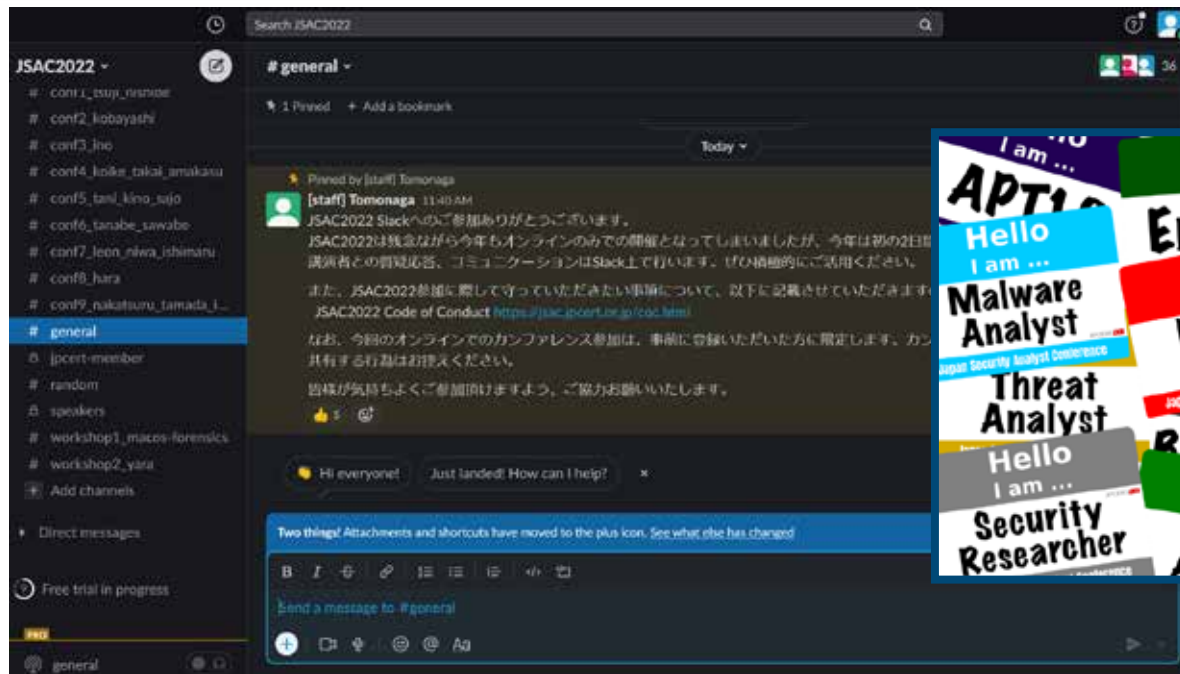 Search JSAC2022
JSAC2022
# general
36
1 Pinned + Add a bookmark
Today
# conf1_tsuji_nishibe
# conf2_kobayashi
# conf3_ino
# conf4_koike_takai_amakasu
# conf5_tani_kino_sajo
# conf6_tanabe_sawabe
# conf7_leon_niwa_ishimaru
# conf8_hara
# conf9_nakatsuru_tamada_i...
# general
jpcert-member
# random
speakers
# workshop1_macos-forensics
# workshop2_yara
+ Add channels
Direct messages
Free trial in progress
PRO
general
Pinned by [staff] Tomonaga
[staff] Tomonaga 11:40 AM
JSAC2022 Slackへのご参加ありがとうございます。
JSAC2022は残念ながら今年もオンラインのみでの開催となってしまいましたが、今年は初の2日
講演者との質疑応答、コミュニケーションはSlack上で行います。ぜひ積極的にご活用ください。
また、JSAC2022参加に際して守っていただきたい事項について、以下に記載させていただきます
JSAC2022 Code of Conduct https://jsac.jpcert.or.jp/coc.html
なお、今回のオンラインでのカンファレンス参加は、事前に登録いただいた方に限定します。カン
共有する行為はお控えください。
皆様が気持ちよくご参加頂けますよう、ご協力お願いいたします。
5
Hi everyone!
Just landed! How can I help?
Two things! Attachments and shortcuts have moved to the plus icon. See what else has changed
B I S
Send a message to #general
Aa
I am ...
Hello
I am ...
Malware
Analyst
Japan Security Analyst Conference
Threat
Analyst
Hello
I am ...
Security
Researcher